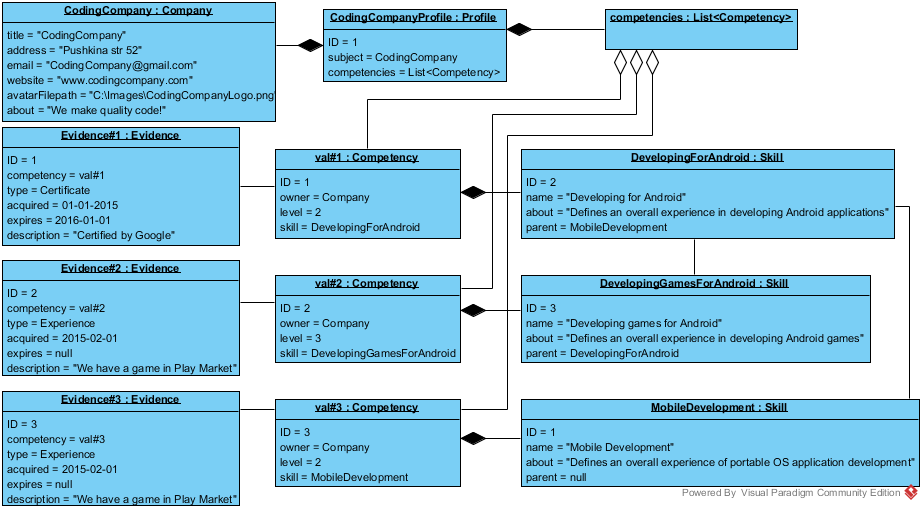 CodingCompany : Company
title = "CodingCompany"
address = "Pushkina str 52"
email = "CodingCompany@gmail.com"
website = "www.codingcompany.com"
avatarFilepath = "C:\Images\CodingCompanyLogo.png"
about = "We make quality code!"
CodingCompanyProfile : Profile
ID = 1
subject = CodingCompany
competencies = List<Competency>
competencies : List<Competency>
Evidence#1 : Evidence
ID = 1
competency = val#1
type = Certificate
acquired = 01-01-2015
expires = 2016-01-01
description = "Certified by Google"
val#1 : Competency
ID = 1
owner = Company
level = 2
skill = DevelopingForAndroid
DevelopingForAndroid : Skill
ID = 2
name = "Developing for Android"
about = "Defines an overall experience in developing Android applications"
parent = MobileDevelopment
Evidence#2 : Evidence
ID = 2
competency = val#2
type = Experience
acquired = 2015-02-01
expires = null
description = "We have a game in Play Market"
val#2 : Competency
ID = 2
owner = Company
level = 3
skill = DevelopingGamesForAndroid
DevelopingGamesForAndroid : Skill
ID = 3
name = "Developing games for Android"
about = "Defines an overall experience in developing Android games"
parent = DevelopingForAndroid
Evidence#3 : Evidence
ID = 3
competency = val#3
type = Experience
acquired = 2015-02-01
expires = null
description = "We have a game in Play Market"
val#3 : Competency
ID = 3
owner = Company
level = 2
skill = MobileDevelopment
MobileDevelopment : Skill
ID = 1
name = "Mobile Development"
about = "Defines an overall experience of portable OS application development"
parent = null
Powered By Visual Paradigm Community Edition